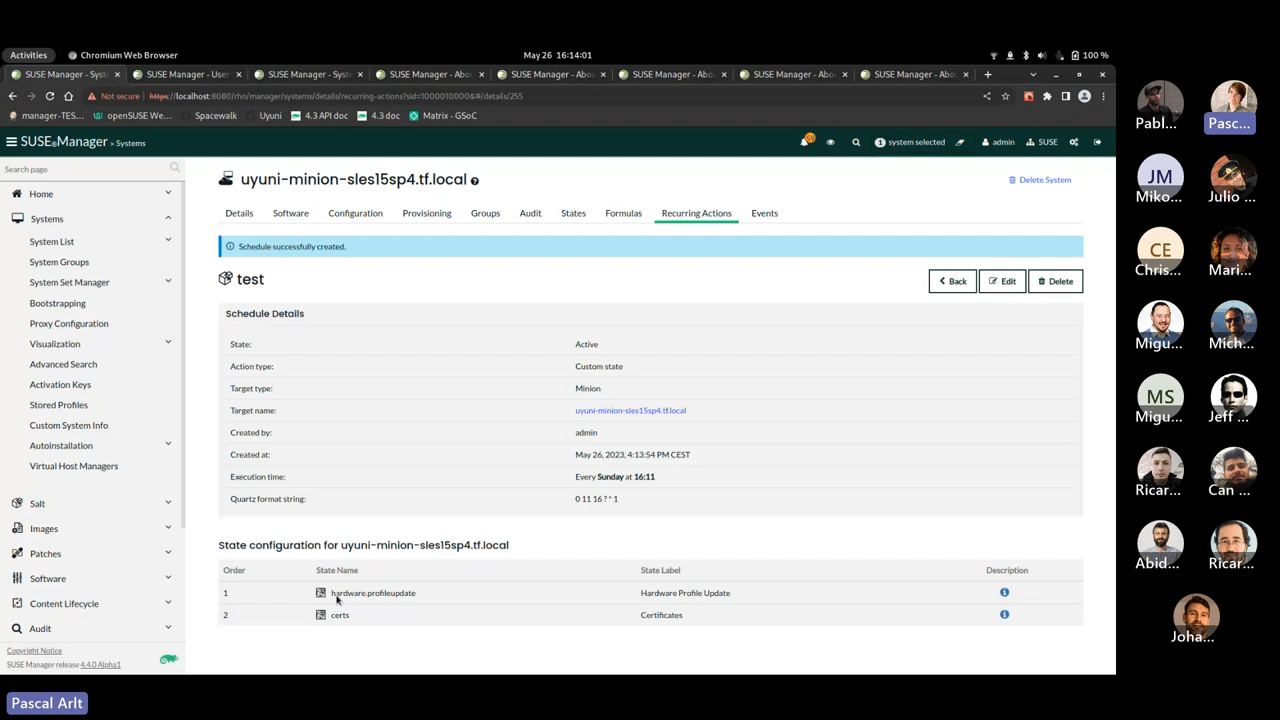 Activities
Chromium Web Browser
May 26 16:14:01
100 %
SUSE Manager - Syst
SUSE Manager - User
SUSE Manager - Syst
SUSE Manager - Abou
SUSE Manager - Abou
SUSE Manager - Abou
SUSE Manager - Abou
SUSE Manager - Abou
Not secure
https://localhost:8080/rhn/manager/systems/details/recurring-actions?sid=1000010000&#/details/255
manager-TES...
openSUSE We...
Spacewalk
Uyuni
4.3 API doc
4.3 doc
Matrix - GSoC
SUSE Manager > Systems
1 system selected
admin
SUSE
Search page
Home
Systems
System List
System Groups
System Set Manager
Bootstrapping
Proxy Configuration
Visualization
Advanced Search
Activation Keys
Stored Profiles
Custom System Info
Autoinstallation
Virtual Host Managers
Salt
Images
Patches
Software
Content Lifecycle
Audit
Copyright Notice
SUSE Manager release 4.4.0 Alpha1
uyuni-minion-sles15sp4.tf.local
Delete System
Details
Software
Configuration
Provisioning
Groups
Audit
States
Formulas
Recurring Actions
Events
Schedule successfully created.
test
Back
Edit
Delete
Schedule Details
State: Active
Action type: Custom state
Target type: Minion
Target name: uyuni-minion-sles15sp4.tf.local
Created by: admin
Created at: May 26, 2023, 4:13:54 PM CEST
Execution time: Every Sunday at 16:11
Quartz format string: 0 11 16 ? * 1
State configuration for uyuni-minion-sles15sp4.tf.local
Order State Name State Label Description
1 hardware.profileupdate Hardware Profile Update
2 certs Certificates
Pabl...
Pasc...
JM
Miko...
Julio ...
CE
Chris...
Mari...
Migu...
Mich...
MS
Migu...
Jeff ...
Ricar...
Can ...
Abid...
Ricar...
Joha...
Pascal Arlt